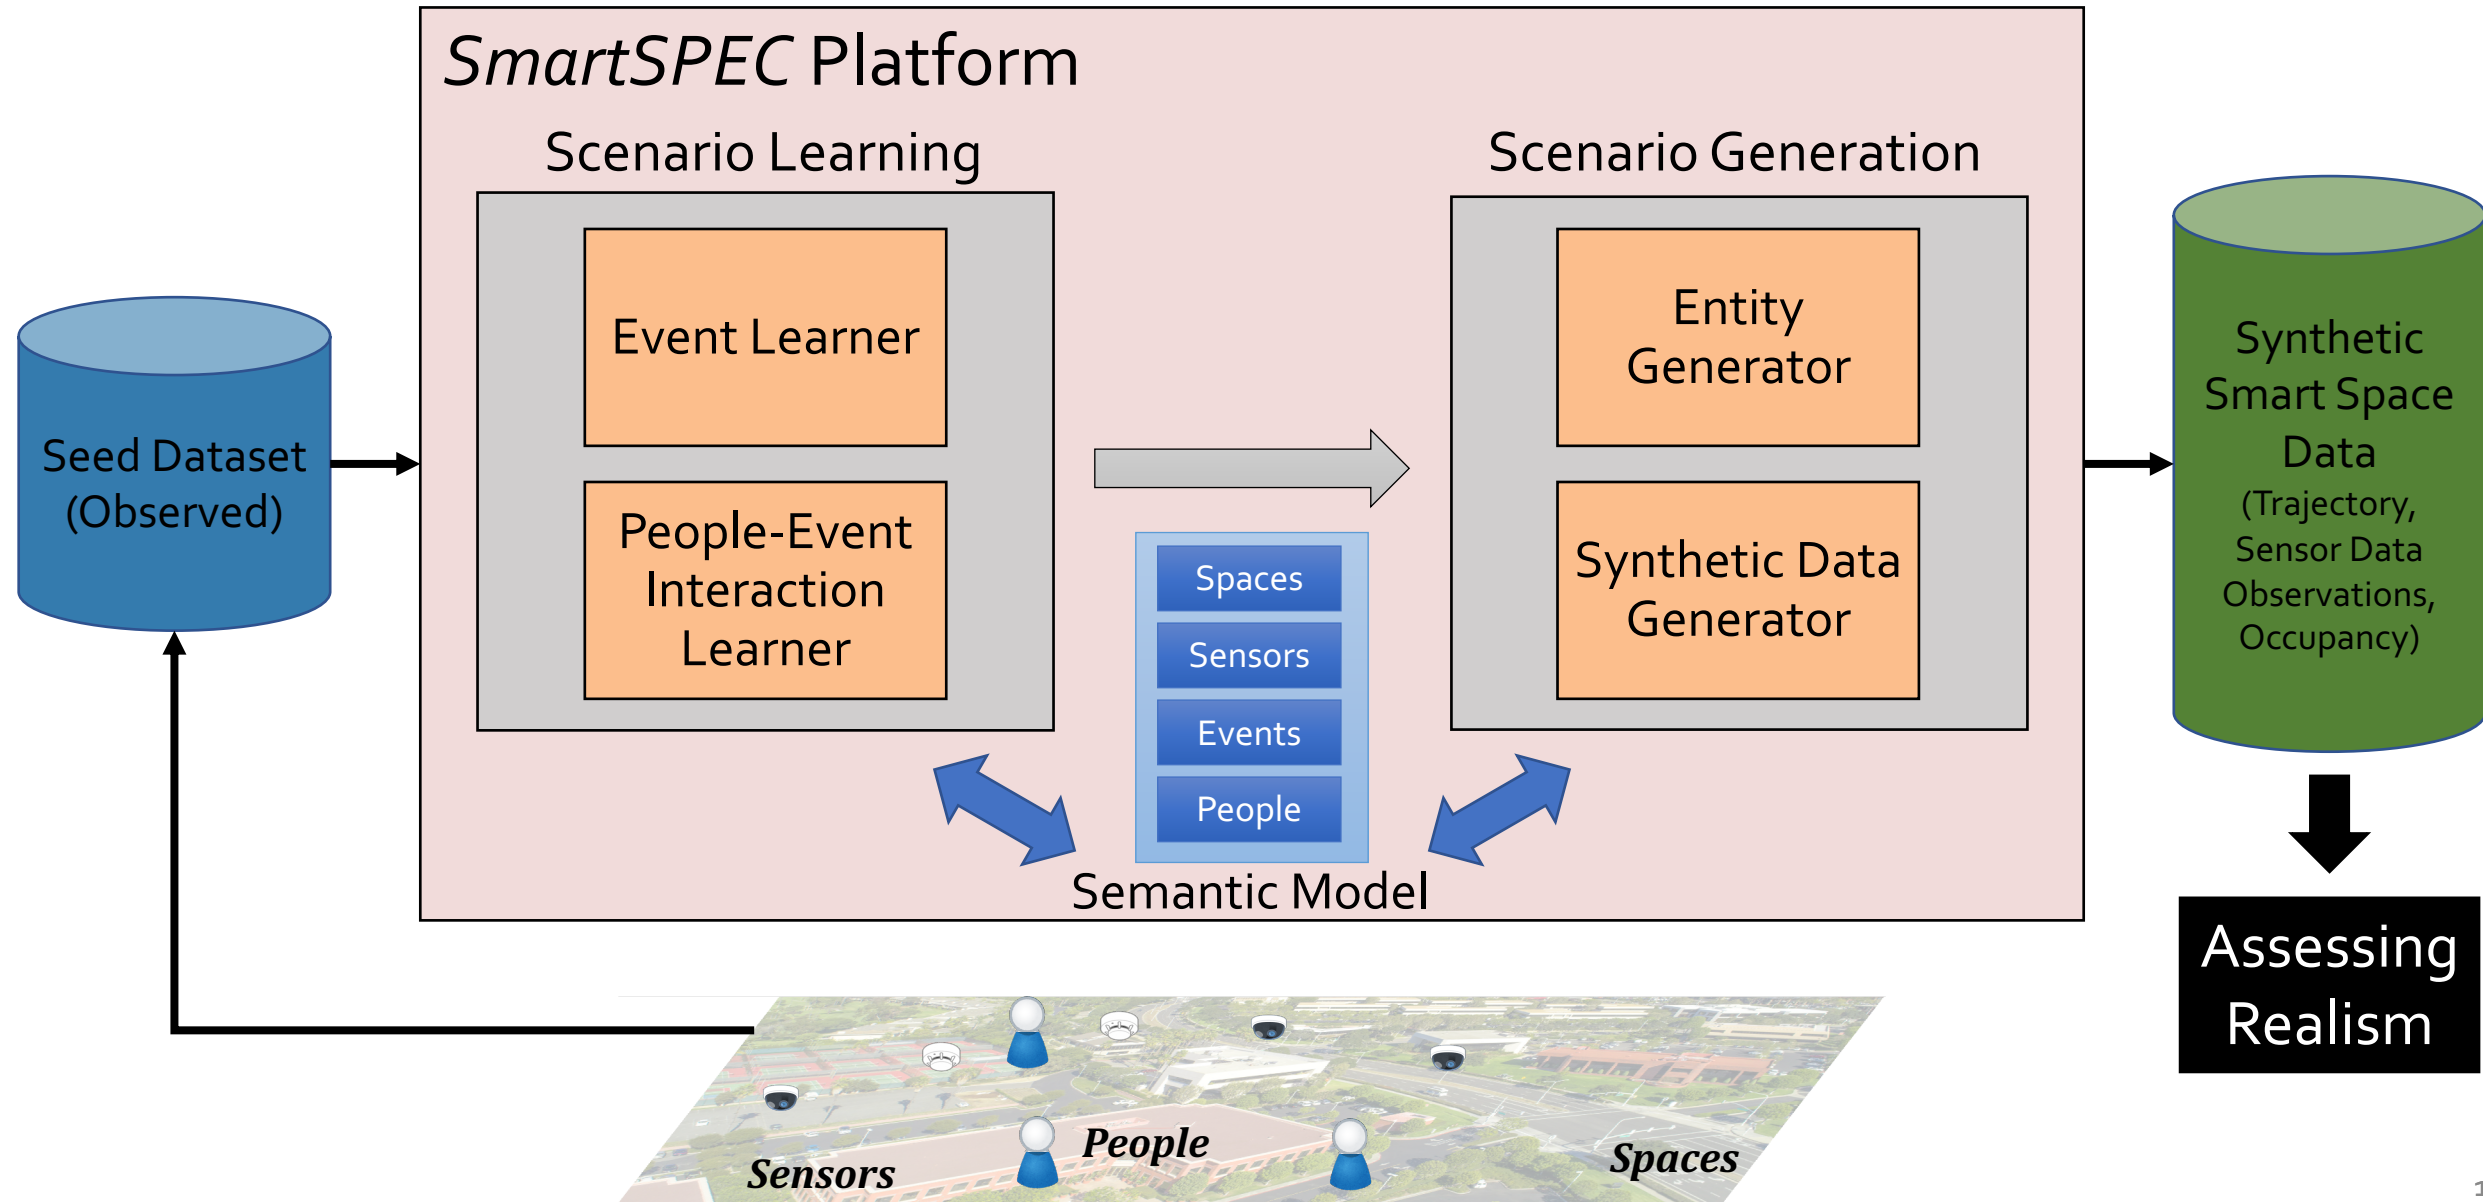 SmartSPEC Platform
Scenario Learning
Scenario Generation
Event Learner
People-Event
Interaction
Learner
Entity
Generator
Synthetic Data
Generator
Seed Dataset
(Observed)
Spaces
Sensors
Events
People
Semantic Model
Synthetic
Smart Space
Data
(Trajectory,
Sensor Data
Observations,
Occupancy)
Assessing
Realism
Sensors
People
Spaces